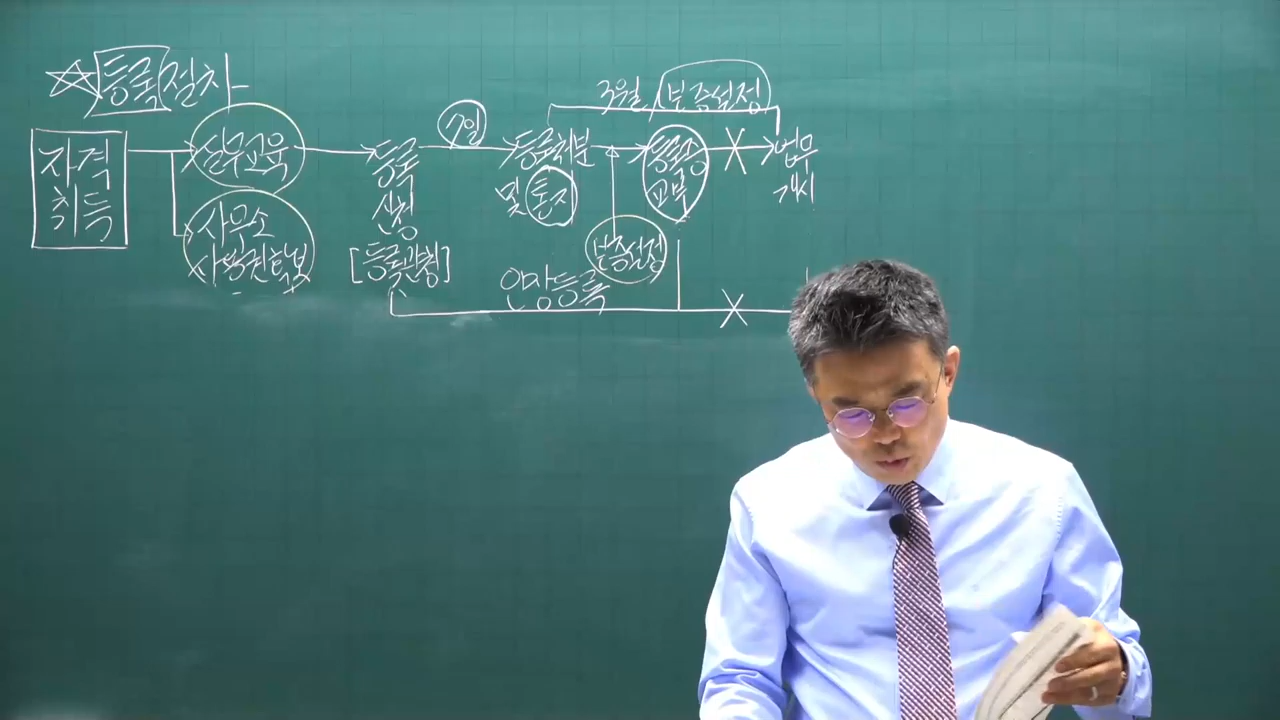 ☆등록절차
3월 보증설정
자격
취득
실무교육
사무소
사용권확보
등록
신청
[등록관청]
7일
등록처분
및 통지
보증설정
등록증
교부
업무
개시
인장등록